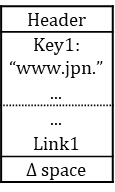 Header
Key1:
“www.jpn.”
...
...
Link1
Δ space